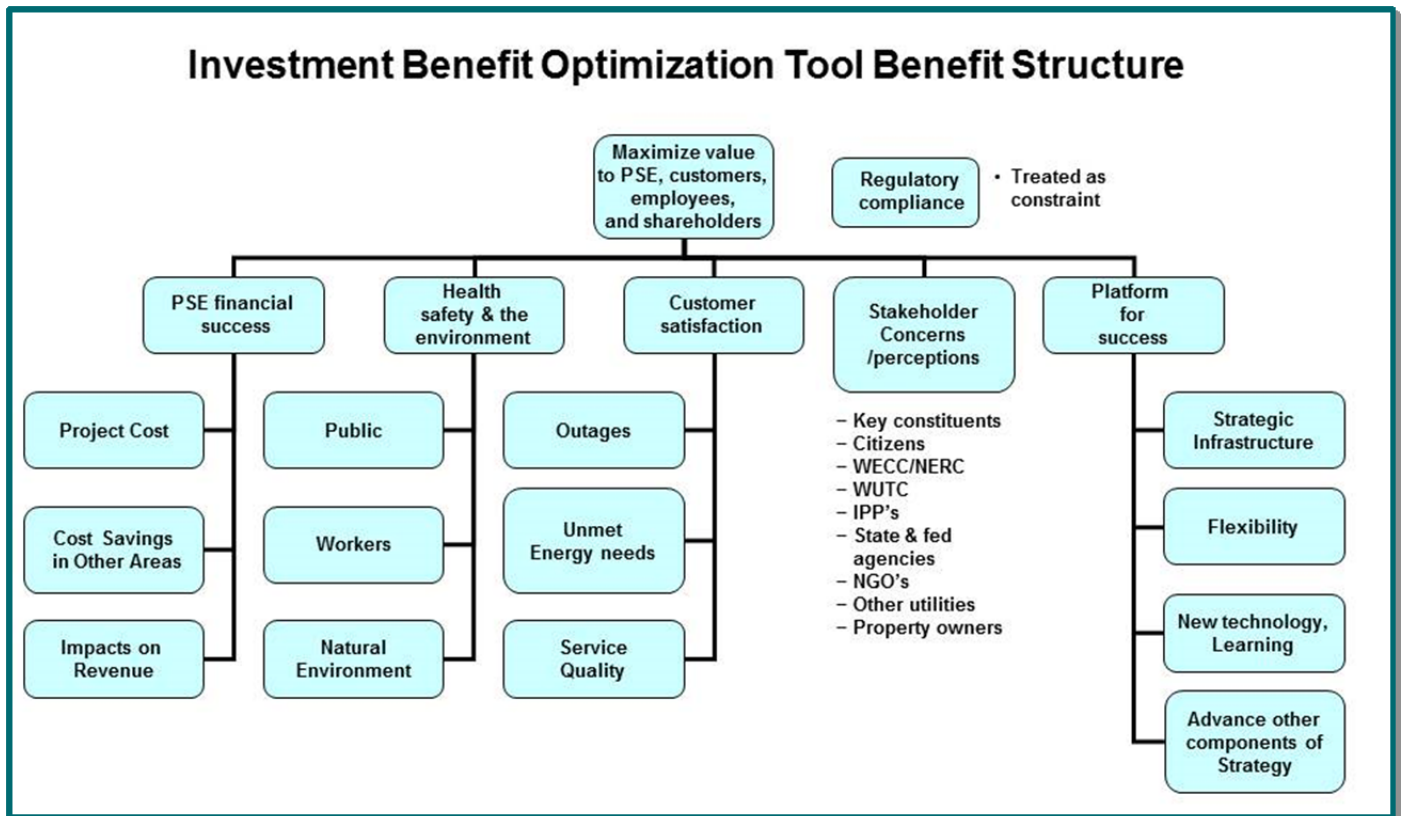 Investment Benefit Optimization Tool Benefit Structure
Maximize value
to PSE, customers,
employees,
and shareholders
Regulatory
compliance
• Treated as
constraint
PSE financial
success
Health
safety & the
environment
Customer
satisfaction
Stakeholder
Concerns
/perceptions
Platform
for
success
Project Cost
Cost Savings
in Other Areas
Impacts on
Revenue
Public
Workers
Natural
Environment
Outages
Unmet
Energy needs
Service
Quality
– Key constituents
– Citizens
– WECC/NERC
– WUTC
– IPP's
– State & fed
agencies
– NGO's
– Other utilities
– Property owners
Strategic
Infrastructure
Flexibility
New technology,
Learning
Advance other
components of
Strategy